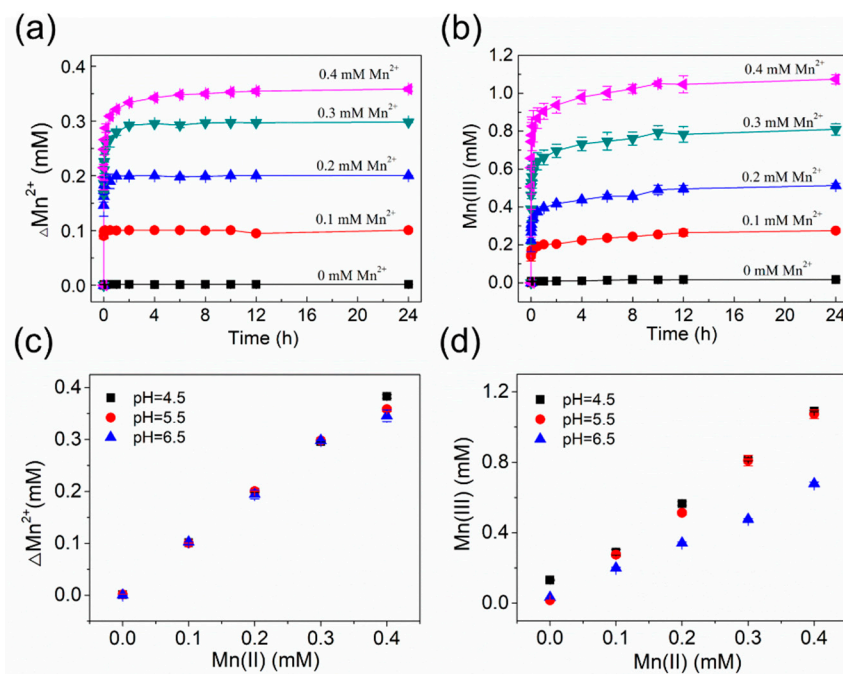 (a)
0.4
0.3
0.2
0.1
0.0
△Mn²⁺ (mM)
0.4 mM Mn²⁺
0.3 mM Mn²⁺
0.2 mM Mn²⁺
0.1 mM Mn²⁺
0 mM Mn²⁺
0 4 8 12 16 20 24
Time (h)
(b)
1.2
1.0
0.8
0.6
0.4
0.2
0.0
Mn(III) (mM)
0.4 mM Mn²⁺
0.3 mM Mn²⁺
0.2 mM Mn²⁺
0.1 mM Mn²⁺
0 mM Mn²⁺
0 4 8 12 16 20 24
Time (h)
(c)
0.4
0.3
0.2
0.1
0.0
△Mn²⁺(mM)
pH=4.5
pH=5.5
pH=6.5
0.0 0.1 0.2 0.3 0.4
Mn(II) (mM)
(d)
1.2
0.8
0.4
0.0
Mn(III) (mM)
pH=4.5
pH=5.5
pH=6.5
0.0 0.1 0.2 0.3 0.4
Mn(II) (mM)